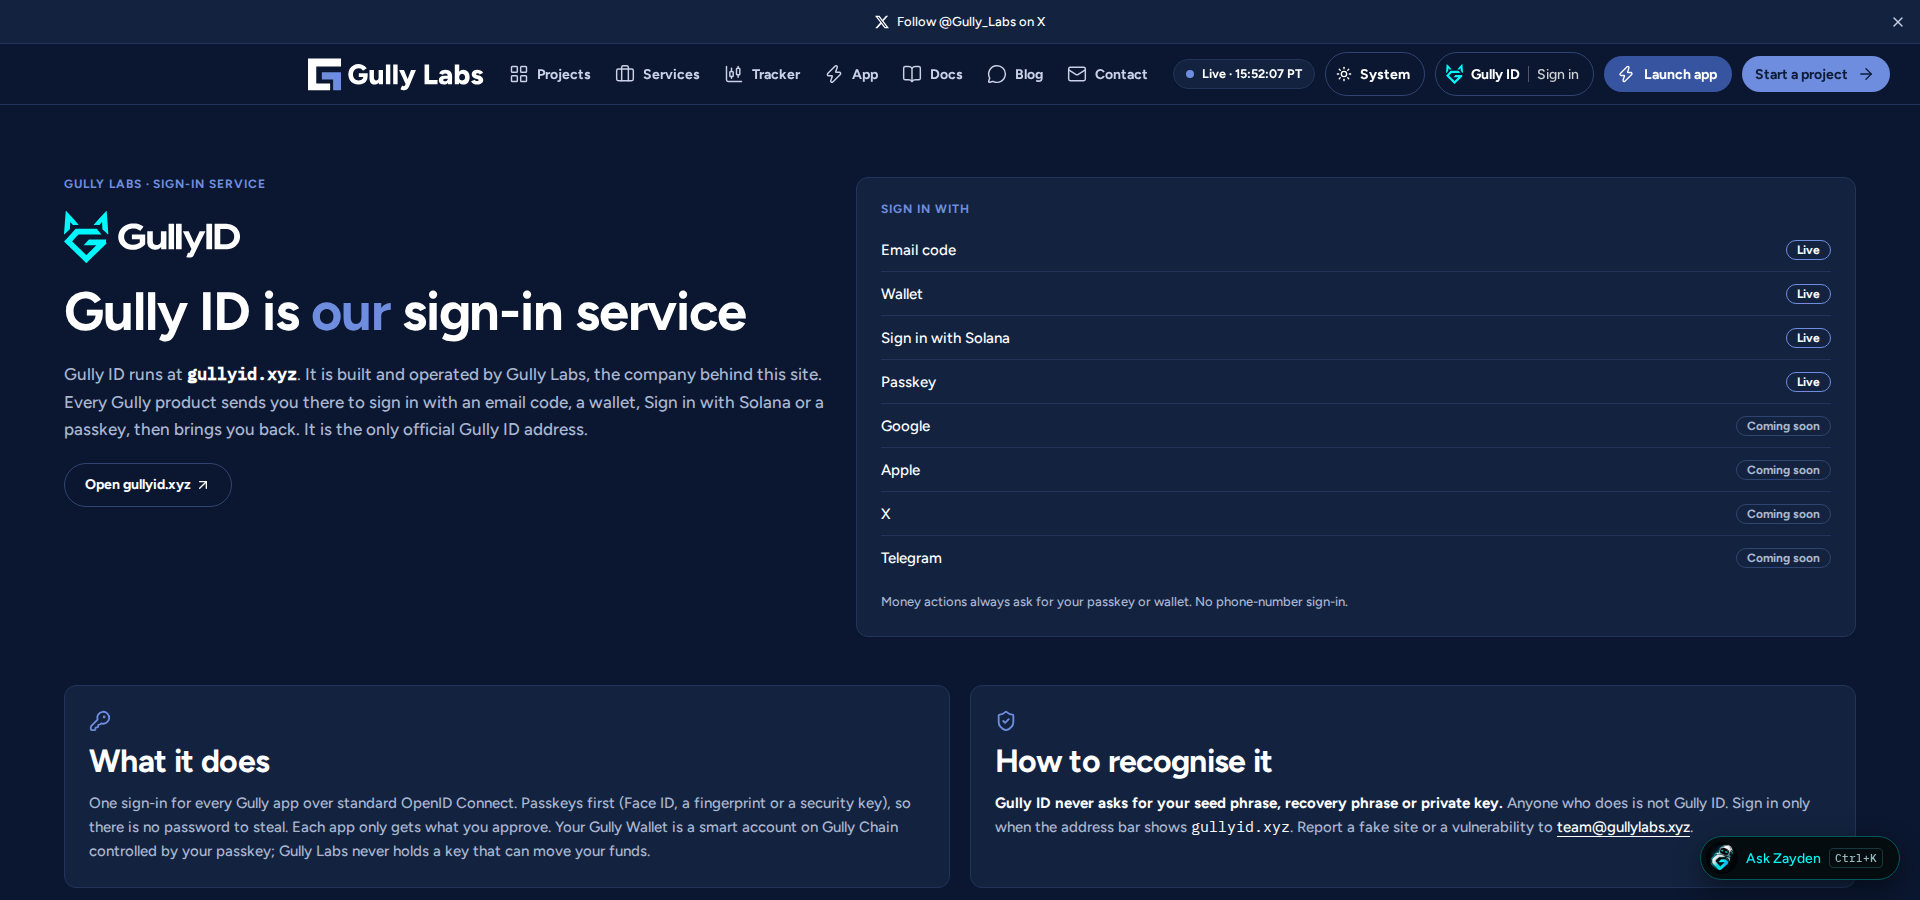 Follow @Gully_Labs on X
Gully Labs
Projects
Services
Tracker
App
Docs
Blog
Contact
Live · 15:52:07 PT
System
Gully ID | Sign in
Launch app
Start a project
GULLY LABS · SIGN-IN SERVICE
GullyID
Gully ID is our sign-in service
Gully ID runs at gullyid.xyz. It is built and operated by Gully Labs, the company behind this site.
Every Gully product sends you there to sign in with an email code, a wallet, Sign in with Solana or a
passkey, then brings you back. It is the only official Gully ID address.
Open gullyid.xyz
SIGN IN WITH
Email code Live
Wallet Live
Sign in with Solana Live
Passkey Live
Google Coming soon
Apple Coming soon
X Coming soon
Telegram Coming soon
Money actions always ask for your passkey or wallet. No phone-number sign-in.
What it does
One sign-in for every Gully app over standard OpenID Connect. Passkeys first (Face ID, a fingerprint or a security key), so
there is no password to steal. Each app only gets what you approve. Your Gully Wallet is a smart account on Gully Chain
controlled by your passkey; Gully Labs never holds a key that can move your funds.
How to recognise it
Gully ID never asks for your seed phrase, recovery phrase or private key. Anyone who does is not Gully ID. Sign in only
when the address bar shows gullyid.xyz. Report a fake site or a vulnerability to team@gullylabs.xyz.
Ask Zayden Ctrl+K